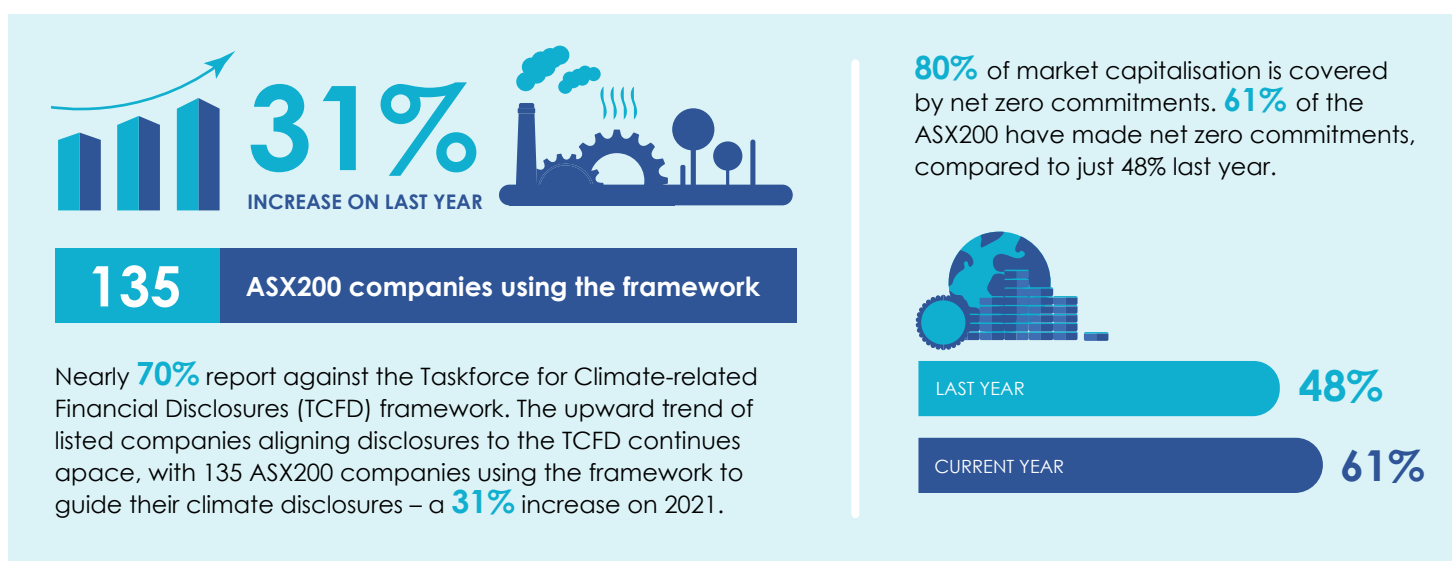 31%
INCREASE ON LAST YEAR
135
ASX200 companies using the framework
Nearly 70% report against the Taskforce for Climate-related
Financial Disclosures (TCFD) framework. The upward trend of
listed companies aligning disclosures to the TCFD continues
apace, with 135 ASX200 companies using the framework to
guide their climate disclosures – a 31% increase on 2021.
80% of market capitalisation is covered
by net zero commitments. 61% of the
ASX200 have made net zero commitments,
compared to just 48% last year.
LAST YEAR 48%
CURRENT YEAR 61%